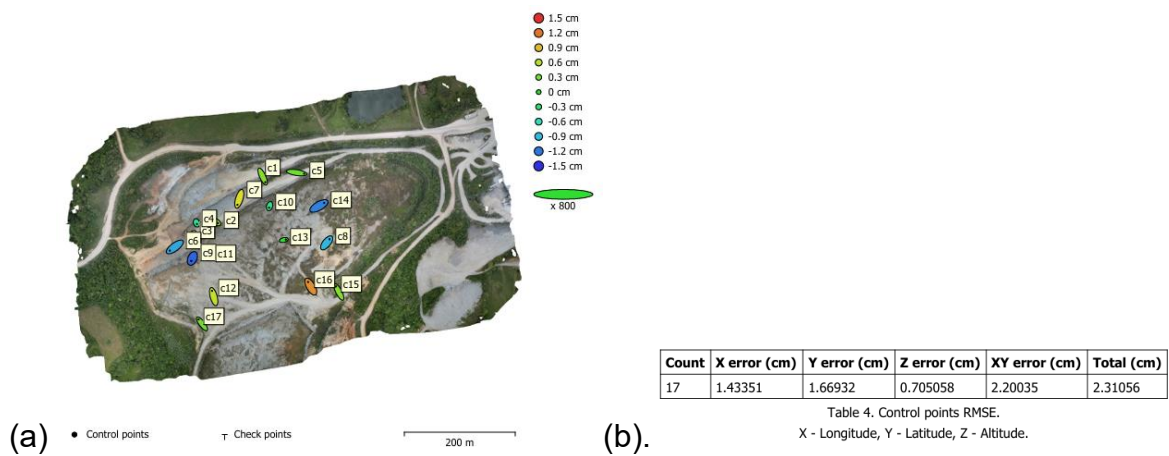 1.5 cm
1.2 cm
0.9 cm
0.6 cm
0.3 cm
0 cm
-0.3 cm
-0.6 cm
-0.9 cm
-1.2 cm
-1.5 cm
x 800
c1
c5
c7
c10
c14
c4
c2
c3
c6
c13
c8
c9
c11
c16
c15
c12
c17
(a)
Control points
Check points
200 m
(b).
Count X error (cm) Y error (cm) Z error (cm) XY error (cm) Total (cm)
17 1.43351 1.66932 0.705058 2.20035 2.31056
Table 4. Control points RMSE.
X - Longitude, Y - Latitude, Z - Altitude.